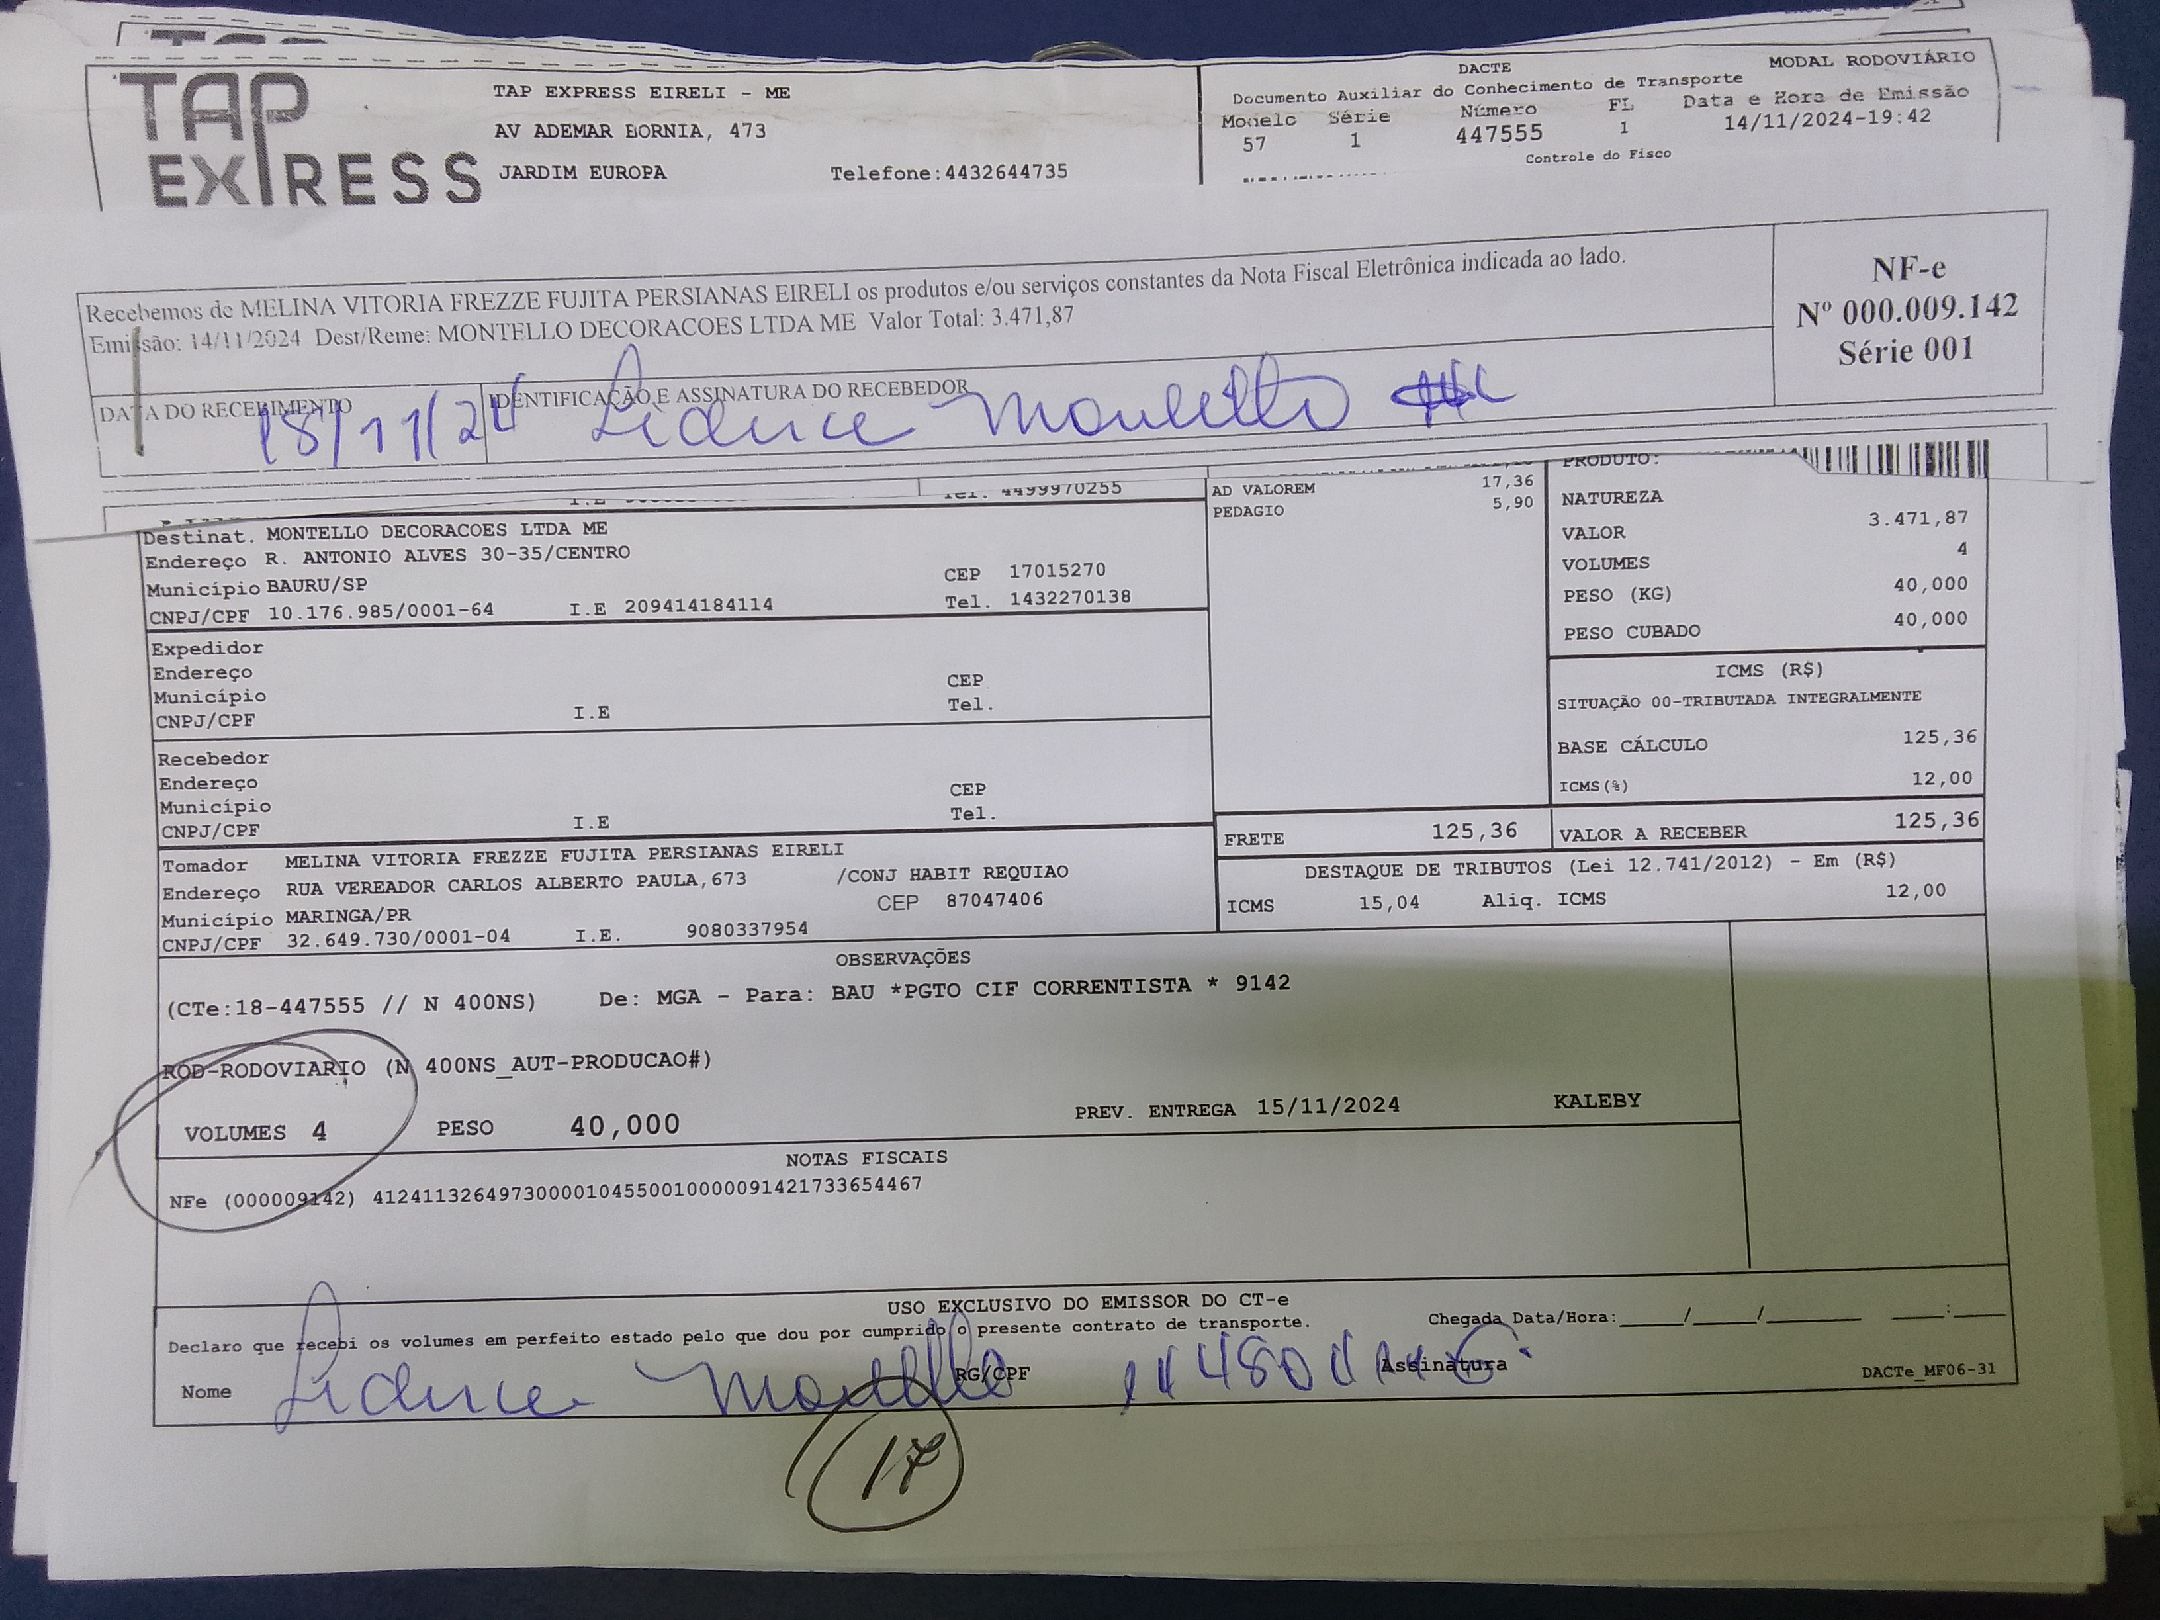 TAP EXPRESS
TAP EXPRESS EIRELI - ME
AV ADEMAR BORNIA, 473
JARDIM EUROPA Telefone:4432644735
DACTE MODAL RODOVIÁRIO
Documento Auxiliar do Conhecimento de Transporte
Modelo Série Número FL Data e Hora de Emissão
57 1 447555 1 14/11/2024-19:42
Controle do Fisco
Recebemos de MELINA VITORIA FREZZE FUJITA PERSIANAS EIRELI os produtos e/ou serviços constantes da Nota Fiscal Eletrônica indicada ao lado.
Emissão: 14/11/2024 Dest/Reme: MONTELLO DECORACOES LTDA ME Valor Total: 3.471,87
NF-e
Nº 000.009.142
Série 001
DATA DO RECEBIMENTO IDENTIFICAÇÃO E ASSINATURA DO RECEBEDOR
18/11/24 Montello
Tel. 4499970255
Destinat. MONTELLO DECORACOES LTDA ME
Endereço R. ANTONIO ALVES 30-35/CENTRO
Município BAURU/SP CEP 17015270
CNPJ/CPF 10.176.985/0001-64 I.E 209414184114 Tel. 1432270138
Expedidor
Endereço
Município CEP
CNPJ/CPF I.E Tel.
Recebedor
Endereço
Município CEP
CNPJ/CPF I.E Tel.
Tomador MELINA VITORIA FREZZE FUJITA PERSIANAS EIRELI
Endereço RUA VEREADOR CARLOS ALBERTO PAULA,673 /CONJ HABIT REQUIAO
Município MARINGA/PR CEP 87047406
CNPJ/CPF 32.649.730/0001-04 I.E. 9080337954
AD VALOREM 17,36
PEDAGIO 5,90
FRETE 125,36
PRODUTO:
NATUREZA
VALOR 3.471,87
VOLUMES 4
PESO (KG) 40,000
PESO CUBADO 40,000
ICMS (R$)
SITUAÇÃO 00-TRIBUTADA INTEGRALMENTE
BASE CÁLCULO 125,36
ICMS(%) 12,00
VALOR A RECEBER 125,36
DESTAQUE DE TRIBUTOS (Lei 12.741/2012) - Em (R$)
ICMS 15,04 Aliq. ICMS 12,00
OBSERVAÇÕES
(CTe:18-447555 // N 400NS) De: MGA - Para: BAU *PGTO CIF CORRENTISTA * 9142
ROD-RODOVIARIO (N 400NS_AUT-PRODUCAO#)
VOLUMES 4 PESO 40,000 PREV. ENTREGA 15/11/2024 KALEBY
NOTAS FISCAIS
NFe (000009142) 41241132649730000104550010000091421733654467
USO EXCLUSIVO DO EMISSOR DO CT-e
Declaro que recebi os volumes em perfeito estado pelo que dou por cumprido o presente contrato de transporte. Chegada Data/Hora:_____/_____/_______ ____:____
Nome Montello RG/CPF Assinatura DACTe_MF06-31
17